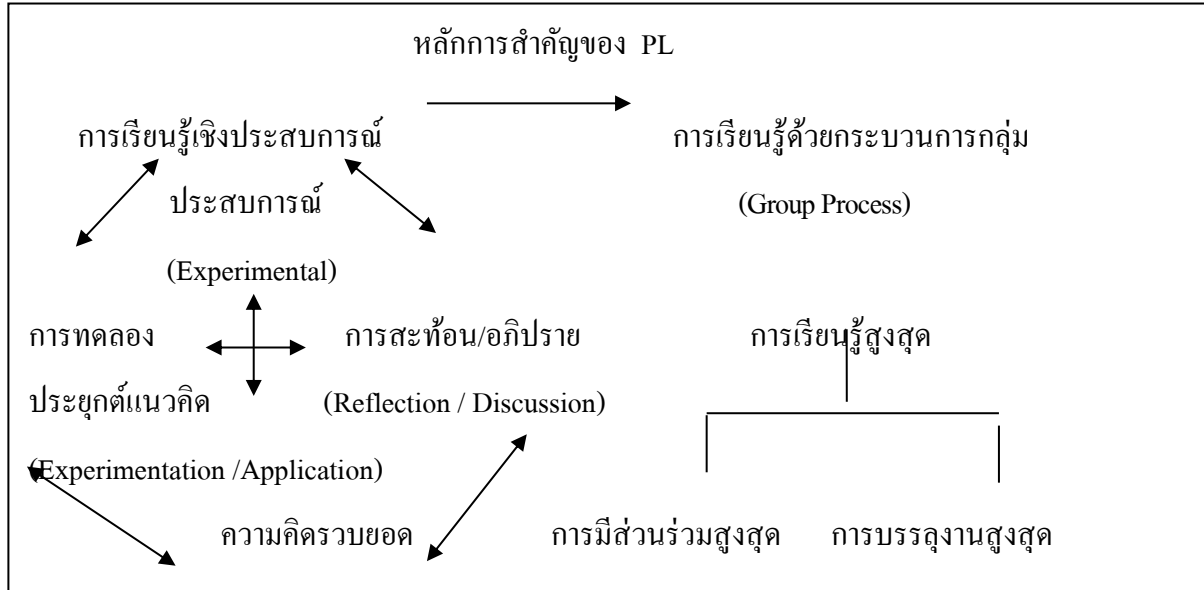 หลักการสำคัญของ PL
การเรียนรู้เชิงประสบการณ์ การเรียนรู้ด้วยกระบวนการกลุ่ม
ประสบการณ์ (Group Process)
(Experimental)
การทดลอง การสะท้อน/อภิปราย การเรียนรู้สูงสุด
ประยุกต์แนวคิด (Reflection / Discussion)
(Experimentation /Application)
ความคิดรวบยอด การมีส่วนร่วมสูงสุด การบรรลุงานสูงสุด